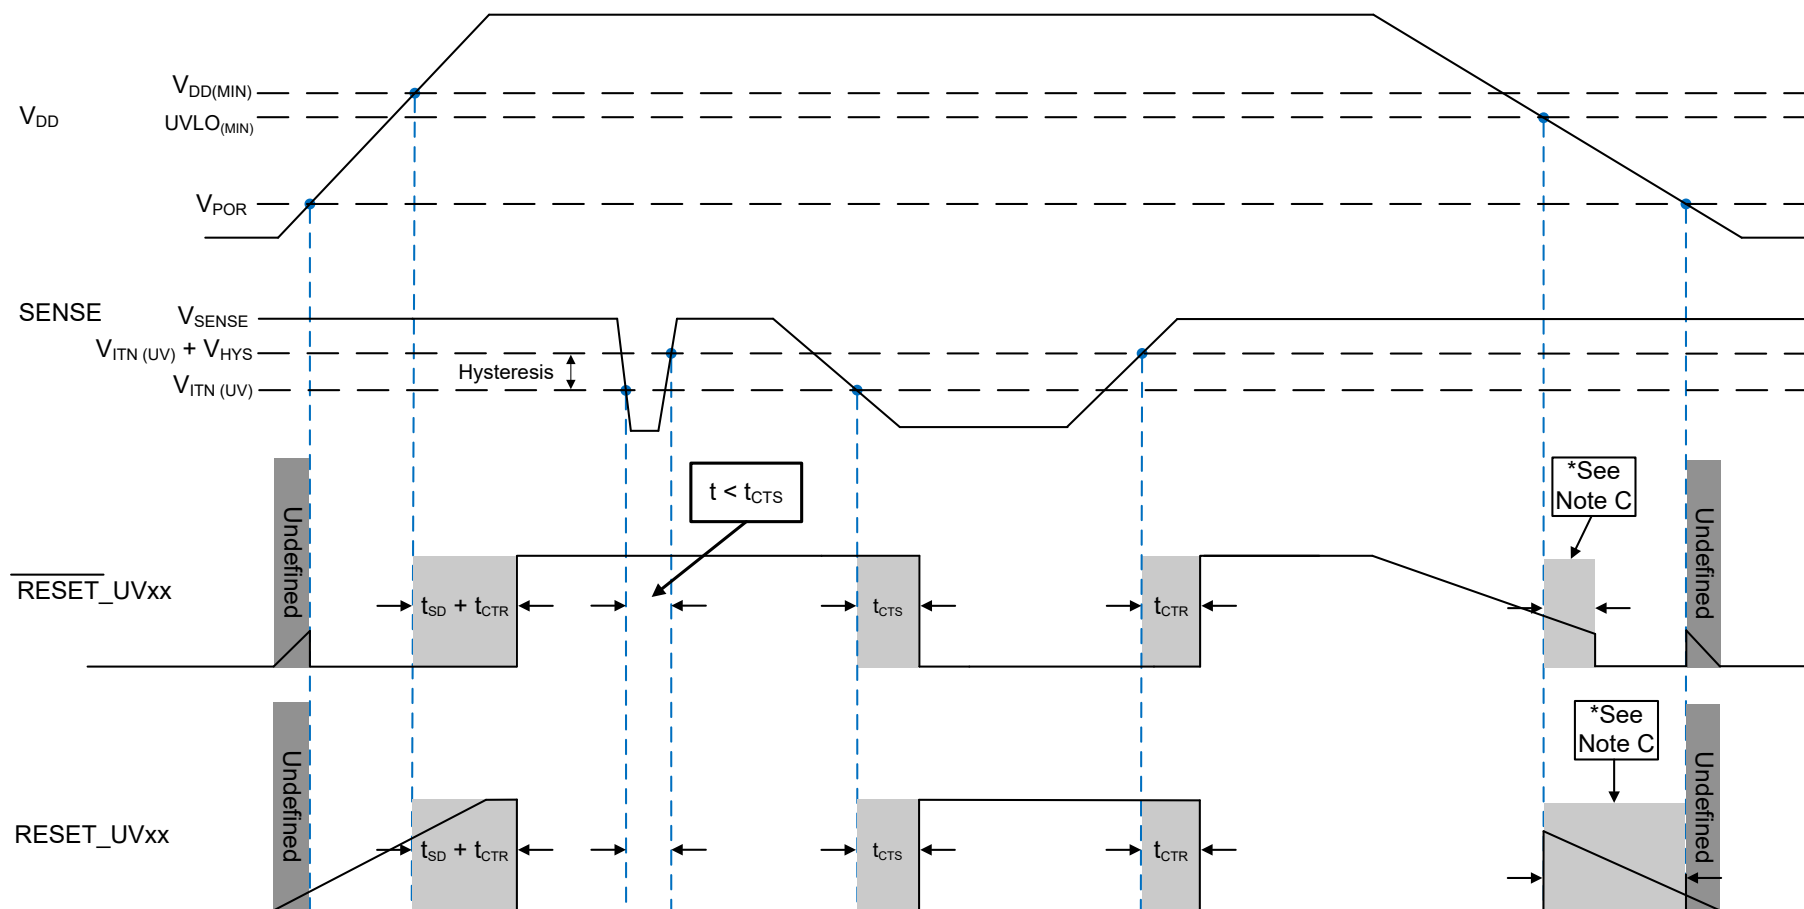 VDD
VDD(MIN)
UVLO(MIN)
VPOR
SENSE
VSENSE
VITN (UV) + VHYS
VITN (UV)
Hysteresis
t < tCTS
*See
Note C
RESET_UVxx
Undefined
tSD + tCTR
tCTS
tCTR
Undefined
*See
Note C
RESET_UVxx
Undefined
tSD + tCTR
tCTS
tCTR
Undefined